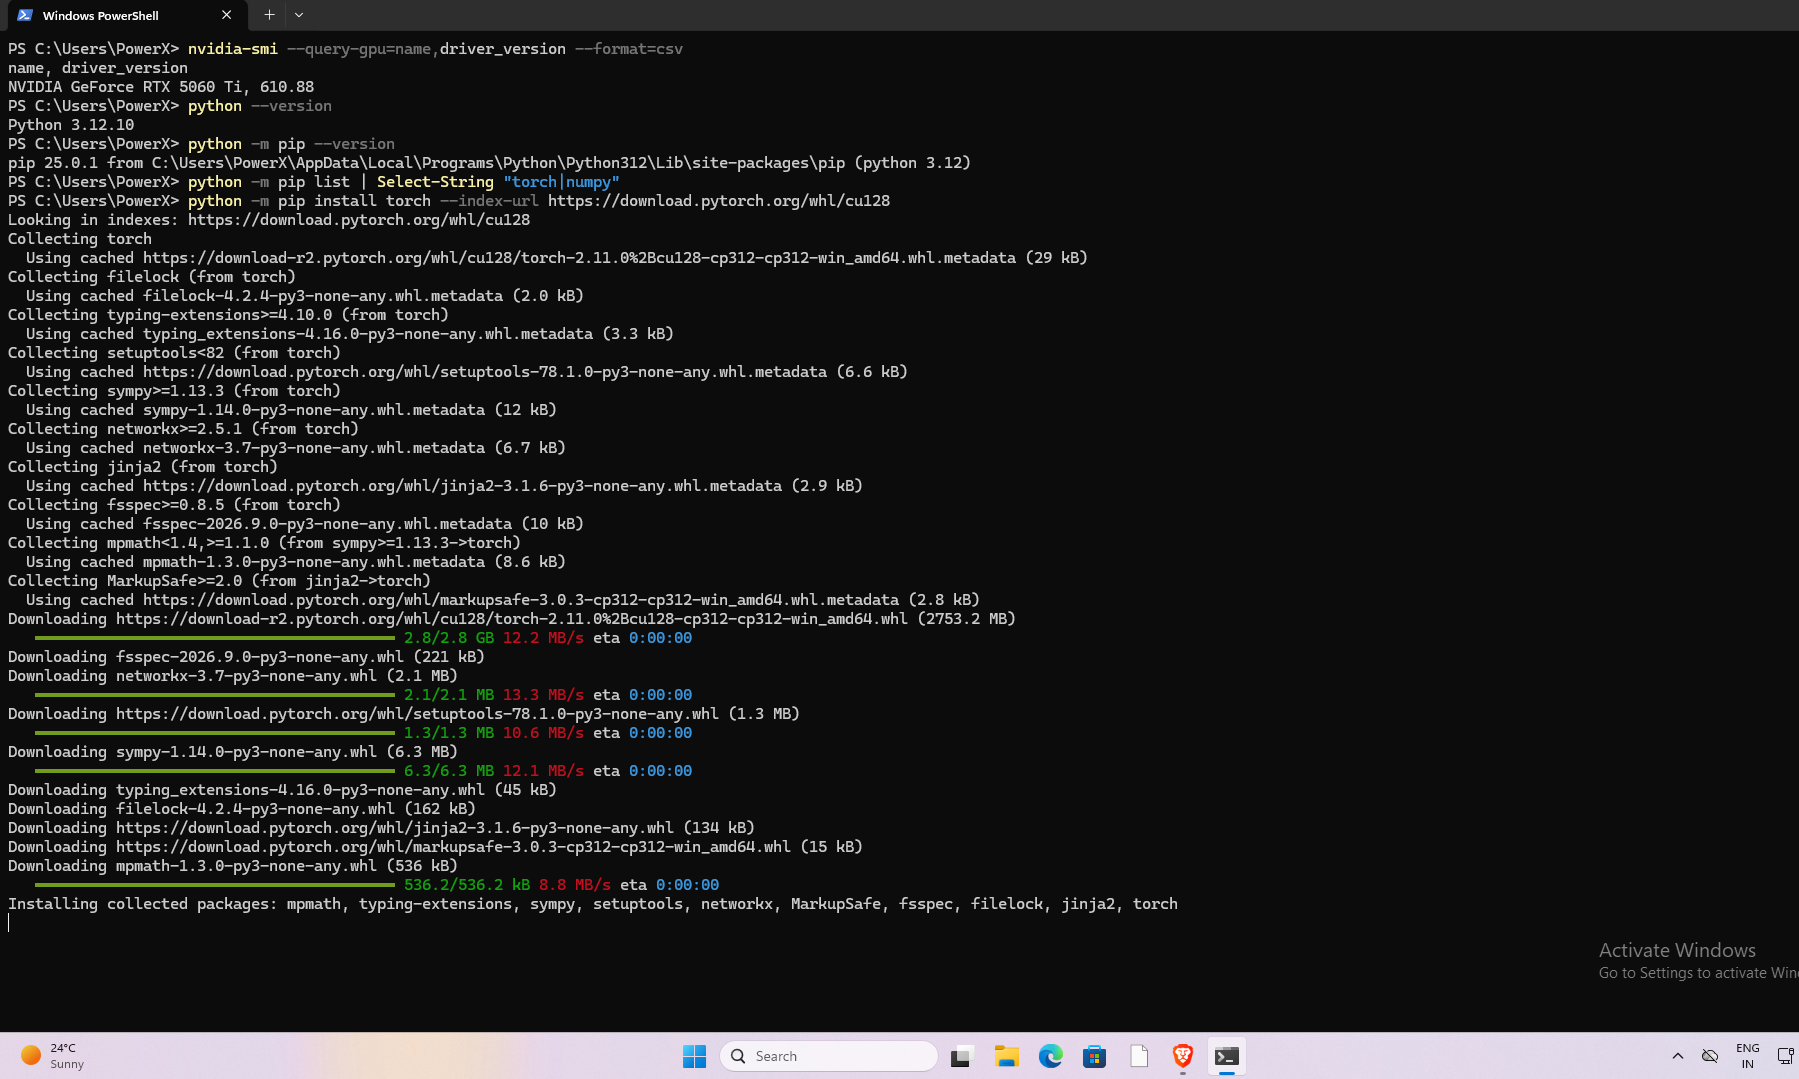 Windows PowerShell
PS C:\Users\PowerX> nvidia-smi --query-gpu=name,driver_version --format=csv
name, driver_version
NVIDIA GeForce RTX 5060 Ti, 610.88
PS C:\Users\PowerX> python --version
Python 3.12.10
PS C:\Users\PowerX> python -m pip --version
pip 25.0.1 from C:\Users\PowerX\AppData\Local\Programs\Python\Python312\Lib\site-packages\pip (python 3.12)
PS C:\Users\PowerX> python -m pip list | Select-String "torch|numpy"
PS C:\Users\PowerX> python -m pip install torch --index-url https://download.pytorch.org/whl/cu128
Looking in indexes: https://download.pytorch.org/whl/cu128
Collecting torch
  Using cached https://download-r2.pytorch.org/whl/cu128/torch-2.11.0%2Bcu128-cp312-cp312-win_amd64.whl.metadata (29 kB)
Collecting filelock (from torch)
  Using cached filelock-4.2.4-py3-none-any.whl.metadata (2.0 kB)
Collecting typing-extensions>=4.10.0 (from torch)
  Using cached typing_extensions-4.16.0-py3-none-any.whl.metadata (3.3 kB)
Collecting setuptools<82 (from torch)
  Using cached https://download.pytorch.org/whl/setuptools-78.1.0-py3-none-any.whl.metadata (6.6 kB)
Collecting sympy>=1.13.3 (from torch)
  Using cached sympy-1.14.0-py3-none-any.whl.metadata (12 kB)
Collecting networkx>=2.5.1 (from torch)
  Using cached networkx-3.7-py3-none-any.whl.metadata (6.7 kB)
Collecting jinja2 (from torch)
  Using cached https://download.pytorch.org/whl/jinja2-3.1.6-py3-none-any.whl.metadata (2.9 kB)
Collecting fsspec>=0.8.5 (from torch)
  Using cached fsspec-2026.9.0-py3-none-any.whl.metadata (10 kB)
Collecting mpmath<1.4,>=1.1.0 (from sympy>=1.13.3->torch)
  Using cached mpmath-1.3.0-py3-none-any.whl.metadata (8.6 kB)
Collecting MarkupSafe>=2.0 (from jinja2->torch)
  Using cached https://download.pytorch.org/whl/markupsafe-3.0.3-cp312-cp312-win_amd64.whl.metadata (2.8 kB)
Downloading https://download-r2.pytorch.org/whl/cu128/torch-2.11.0%2Bcu128-cp312-cp312-win_amd64.whl (2753.2 MB)
2.8/2.8 GB 12.2 MB/s eta 0:00:00
Downloading fsspec-2026.9.0-py3-none-any.whl (221 kB)
Downloading networkx-3.7-py3-none-any.whl (2.1 MB)
2.1/2.1 MB 13.3 MB/s eta 0:00:00
Downloading https://download.pytorch.org/whl/setuptools-78.1.0-py3-none-any.whl (1.3 MB)
1.3/1.3 MB 10.6 MB/s eta 0:00:00
Downloading sympy-1.14.0-py3-none-any.whl (6.3 MB)
6.3/6.3 MB 12.1 MB/s eta 0:00:00
Downloading typing_extensions-4.16.0-py3-none-any.whl (45 kB)
Downloading filelock-4.2.4-py3-none-any.whl (162 kB)
Downloading https://download.pytorch.org/whl/jinja2-3.1.6-py3-none-any.whl (134 kB)
Downloading https://download.pytorch.org/whl/markupsafe-3.0.3-cp312-cp312-win_amd64.whl (15 kB)
Downloading mpmath-1.3.0-py3-none-any.whl (536 kB)
536.2/536.2 kB 8.8 MB/s eta 0:00:00
Installing collected packages: mpmath, typing-extensions, sympy, setuptools, networkx, MarkupSafe, fsspec, filelock, jinja2, torch
Activate Windows
Go to Settings to activate Win
24°C
Sunny
Search
ENG
IN